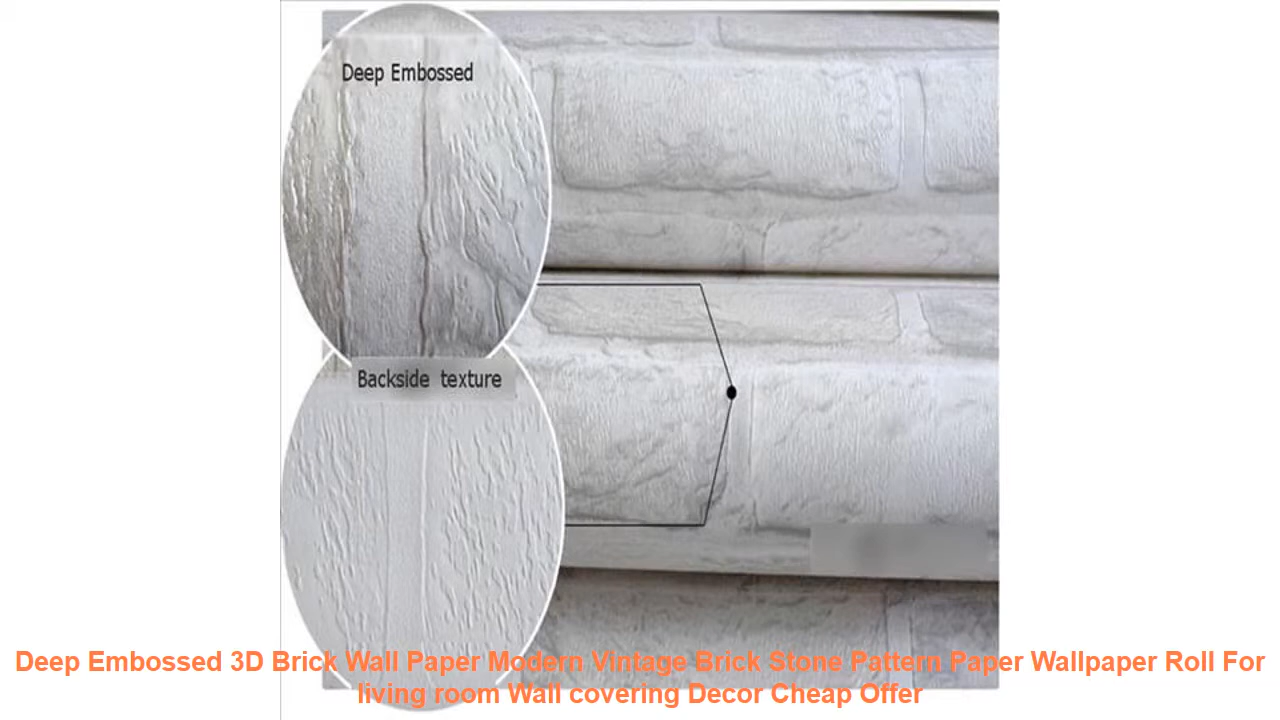 Deep Embossed
Backside texture
Deep Embossed 3D Brick Wall Paper Modern Vintage Brick Stone Pattern Paper Wallpaper Roll For
living room Wall covering Decor Cheap Offer